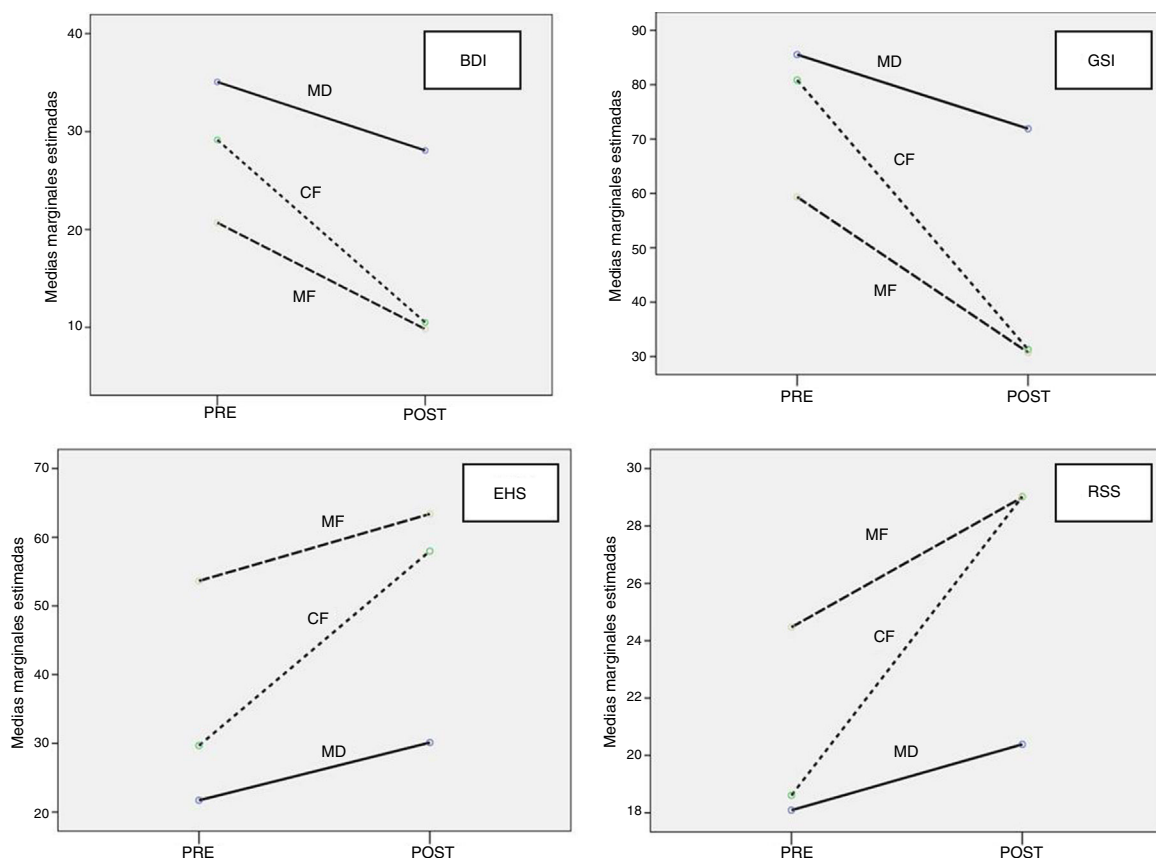 BDI
Medias marginales estimadas
40
30
20
10
MD
CF
MF
PRE
POST
GSI
Medias marginales estimadas
90
80
70
60
50
40
30
MD
CF
MF
PRE
POST
EHS
Medias marginales estimadas
70
60
50
40
30
20
MF
CF
MD
PRE
POST
RSS
Medias marginales estimadas
30
28
26
24
22
20
18
MF
CF
MD
PRE
POST